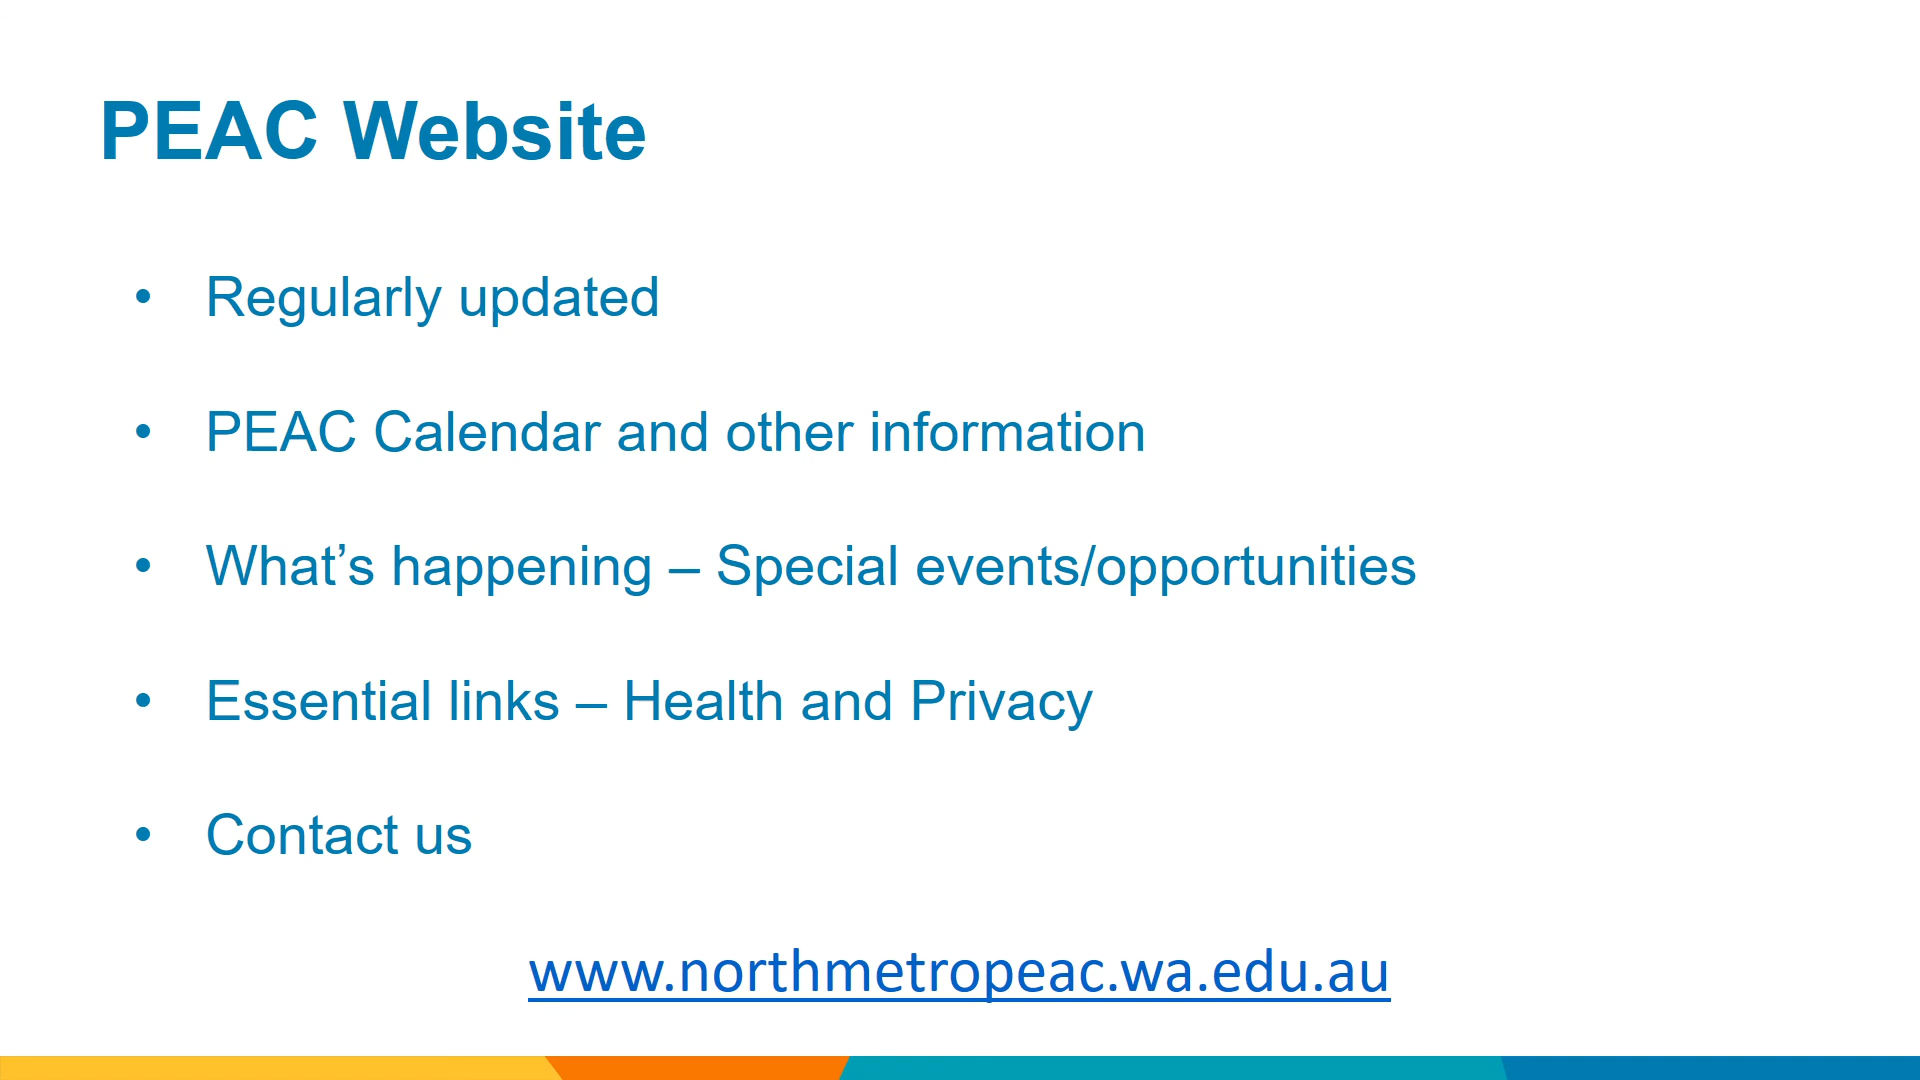 PEAC Website
• Regularly updated
• PEAC Calendar and other information
• What’s happening – Special events/opportunities
• Essential links – Health and Privacy
• Contact us
www.northmetropeac.wa.edu.au